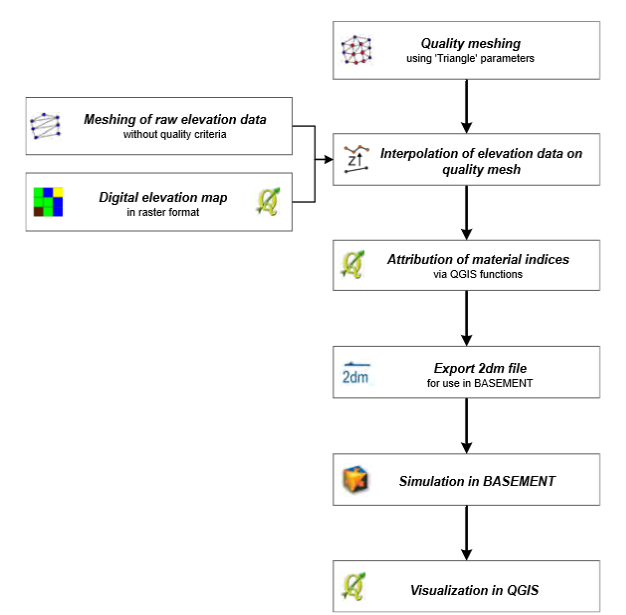 Quality meshing
using 'Triangle' parameters
Meshing of raw elevation data
without quality criteria
Digital elevation map
in raster format
Z
Interpolation of elevation data on
quality mesh
Attribution of material indices
via QGIS functions
2dm
Export 2dm file
for use in BASEMENT
Simulation in BASEMENT
Visualization in QGIS